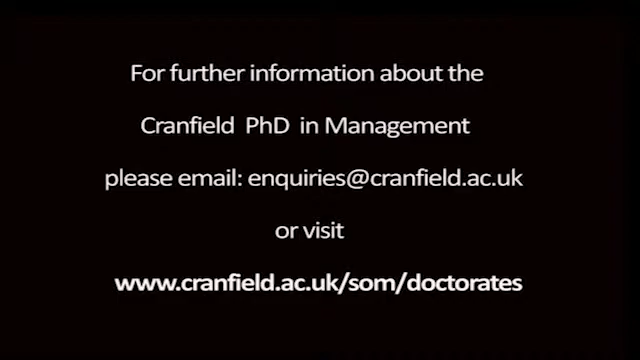 For further information about the
Cranfield PhD in Management
please email: enquiries@cranfield.ac.uk
or visit
www.cranfield.ac.uk/som/doctorates